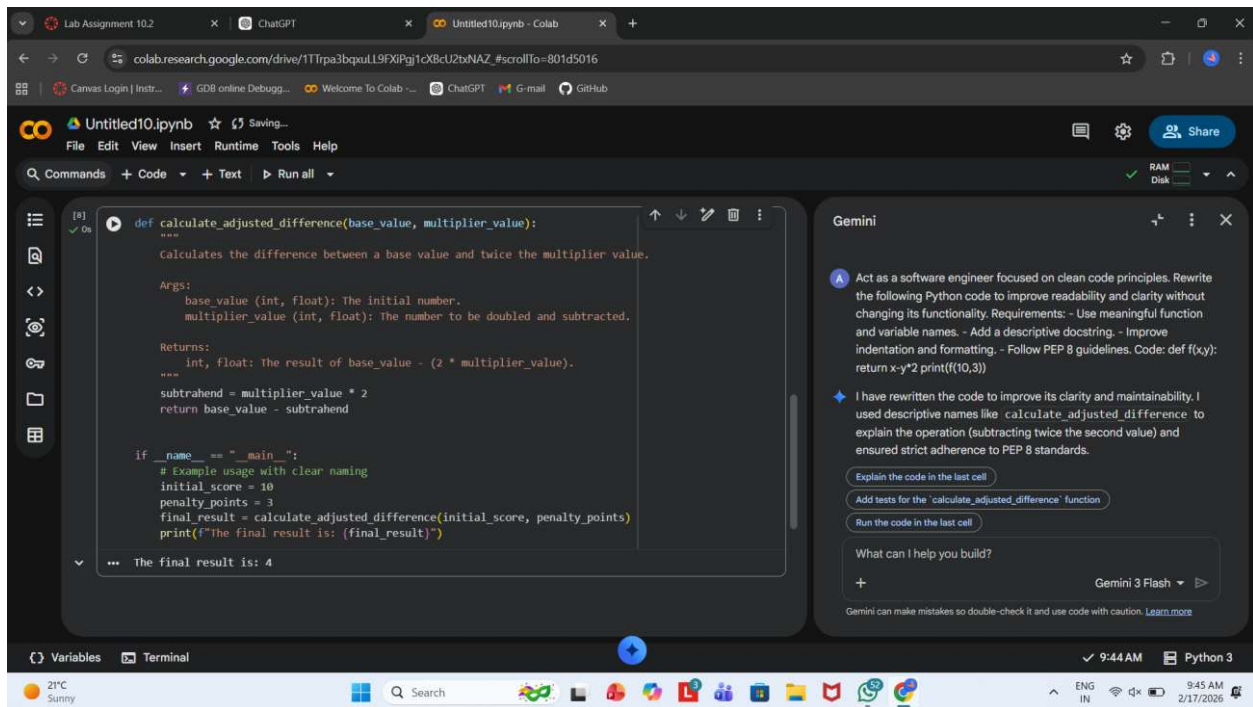 Lab Assignment 10.2
ChatGPT
Untitled10.ipynb - Colab
colab.research.google.com/drive/1TTrpa3bqxuLL9FXiPgj1cXBcU2txNAZ_#scrollTo=801d5016
Canvas Login | Instr...
GDB online Debugg...
Welcome To Colab -...
ChatGPT
G-mail
GitHub
Untitled10.ipynb
Saving...
File Edit View Insert Runtime Tools Help
Share
Commands + Code + Text Run all
RAM
Disk
[8]
0s
def calculate_adjusted_difference(base_value, multiplier_value):
"""
Calculates the difference between a base value and twice the multiplier value.
Args:
base_value (int, float): The initial number.
multiplier_value (int, float): The number to be doubled and subtracted.
Returns:
int, float: The result of base_value - (2 * multiplier_value).
"""
subtrahend = multiplier_value * 2
return base_value - subtrahend
if __name__ == "__main__":
# Example usage with clear naming
initial_score = 10
penalty_points = 3
final_result = calculate_adjusted_difference(initial_score, penalty_points)
print(f"The final result is: {final_result}")
... The final result is: 4
Gemini
A
Act as a software engineer focused on clean code principles. Rewrite
the following Python code to improve readability and clarity without
changing its functionality. Requirements: - Use meaningful function
and variable names. - Add a descriptive docstring. - Improve
indentation and formatting. - Follow PEP 8 guidelines. Code: def f(x,y):
return x-y*2 print(f(10,3))
I have rewritten the code to improve its clarity and maintainability. I
used descriptive names like calculate_adjusted_difference to
explain the operation (subtracting twice the second value) and
ensured strict adherence to PEP 8 standards.
Explain the code in the last cell
Add tests for the `calculate_adjusted_difference` function
Run the code in the last cell
What can I help you build?
+
Gemini 3 Flash
Gemini can make mistakes so double-check it and use code with caution. Learn more
{} Variables
Terminal
9:44 AM
Python 3
21°C
Sunny
Search
52
ENG
IN
9:45 AM
2/17/2026